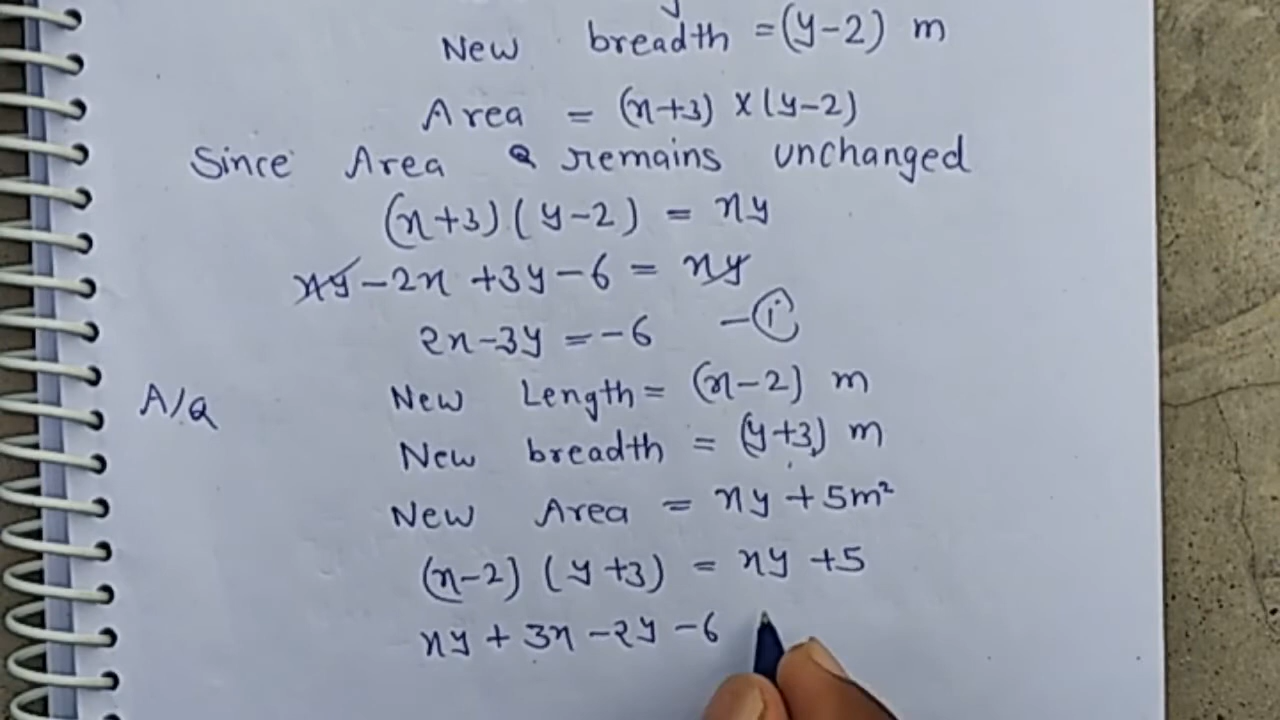 New breadth = (y-2) m
Area = (x+3) × (y-2)
Since Area remains unchanged
(x+3) (y-2) = xy
xy - 2x + 3y - 6 = xy
2x - 3y = -6 - (i)
A/Q New Length = (x-2) m
New breadth = (y+3) m
New Area = xy + 5m²
(x-2) (y+3) = xy + 5
xy + 3x - 2y - 6